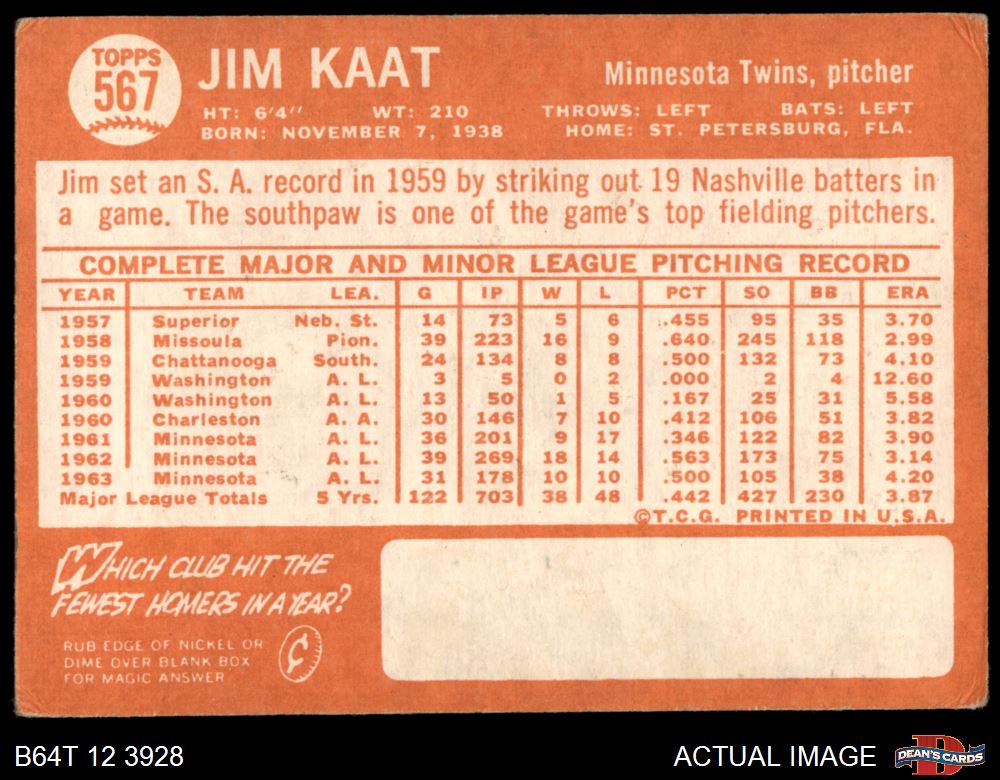 TOPPS
567
JIM KAAT
Minnesota Twins, pitcher
HT: 6'4" WT: 210 THROWS: LEFT BATS: LEFT
BORN: NOVEMBER 7, 1938 HOME: ST. PETERSBURG, FLA.
Jim set an S. A. record in 1959 by striking out 19 Nashville batters in
a game. The southpaw is one of the game's top fielding pitchers.
COMPLETE MAJOR AND MINOR LEAGUE PITCHING RECORD
YEAR TEAM LEA. G IP W L PCT SO BB ERA
1957 Superior Neb. St. 14 73 5 6 .455 95 35 3.70
1958 Missoula Pion. 39 223 16 9 .640 245 118 2.99
1959 Chattanooga South. 24 134 8 8 .500 132 73 4.10
1959 Washington A. L. 3 5 0 2 .000 2 4 12.60
1960 Washington A. L. 13 50 1 5 .167 25 31 5.58
1960 Charleston A. A. 30 146 7 10 .412 106 51 3.82
1961 Minnesota A. L. 36 201 9 17 .346 122 82 3.90
1962 Minnesota A. L. 39 269 18 14 .563 173 75 3.14
1963 Minnesota A. L. 31 178 10 10 .500 105 38 4.20
Major League Totals 5 Yrs. 122 703 38 48 .442 427 230 3.87
©T.C.G. PRINTED IN U.S.A.
WHICH CLUB HIT THE
FEWEST HOMERS IN A YEAR?
RUB EDGE OF NICKEL OR
DIME OVER BLANK BOX
FOR MAGIC ANSWER
¢
B64T 12 3928
ACTUAL IMAGE
D
DEAN'S CARDS